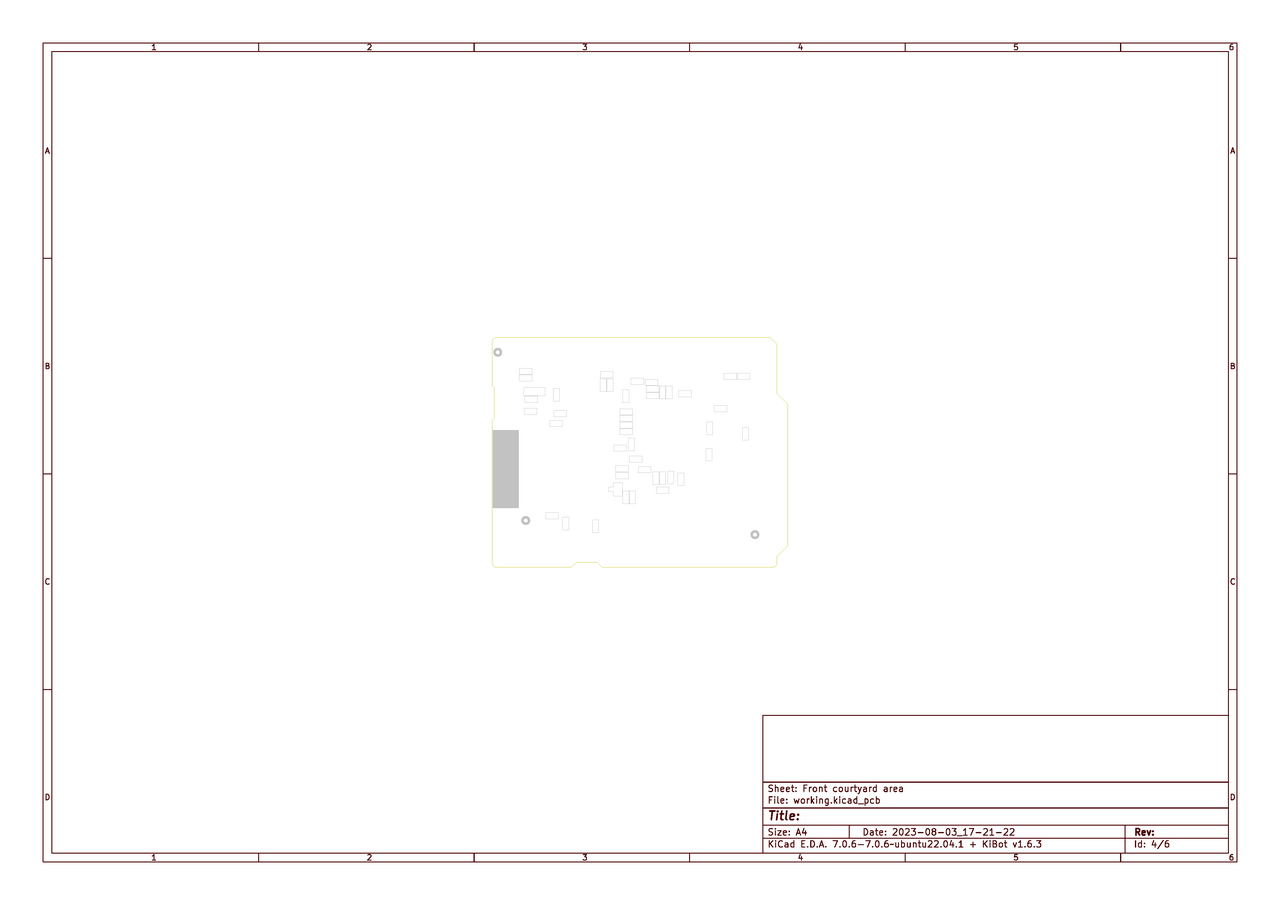 1 2 3 4 5 6
A A
B B
C C
D D
Sheet: Front courtyard area
File: working.kicad_pcb
Title:
Size: A4 Date: 2023-08-03_17-21-22 Rev:
KiCad E.D.A. 7.0.6-7.0.6~ubuntu22.04.1 + KiBot v1.6.3 Id: 4/6
1 2 3 4 5 6